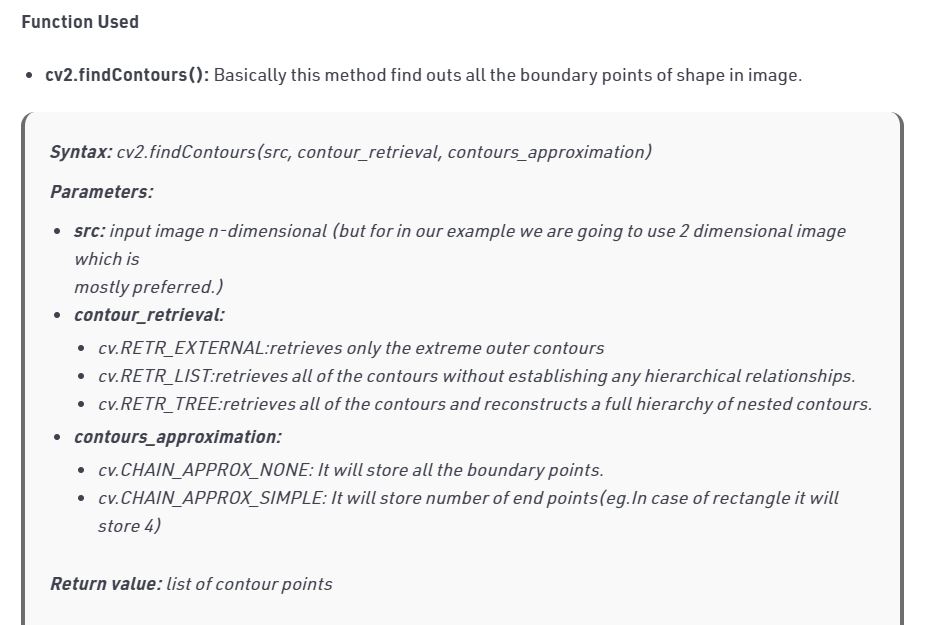 Function Used
• cv2.findContours(): Basically this method find outs all the boundary points of shape in image.
Syntax: cv2.findContours(src, contour_retrieval, contours_approximation)
Parameters:
• src: input image n-dimensional (but for in our example we are going to use 2 dimensional image
which is
mostly preferred.)
• contour_retrieval:
• cv.RETR_EXTERNAL:retrieves only the extreme outer contours
• cv.RETR_LIST:retrieves all of the contours without establishing any hierarchical relationships.
• cv.RETR_TREE:retrieves all of the contours and reconstructs a full hierarchy of nested contours.
• contours_approximation:
• cv.CHAIN_APPROX_NONE: It will store all the boundary points.
• cv.CHAIN_APPROX_SIMPLE: It will store number of end points(eg.In case of rectangle it will
store 4)
Return value: list of contour points